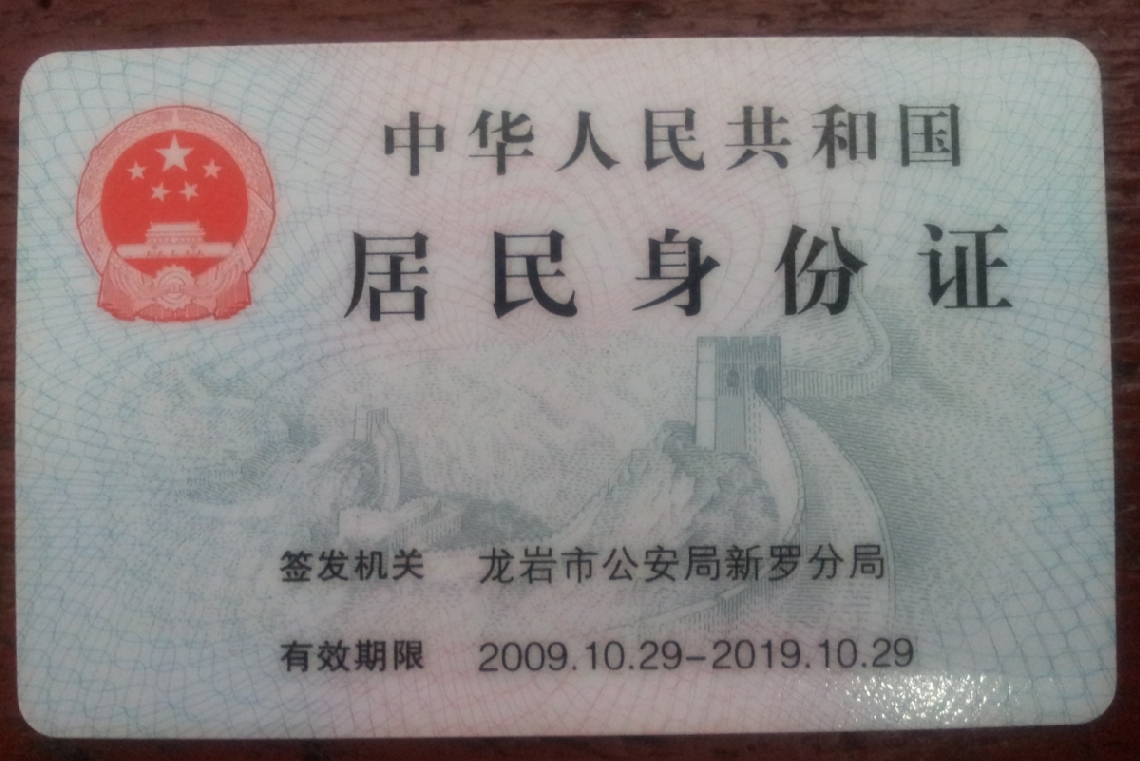 中华人民共和国
居民身份证
签发机关 龙岩市公安局新罗分局
有效期限 2009.10.29-2019.10.29